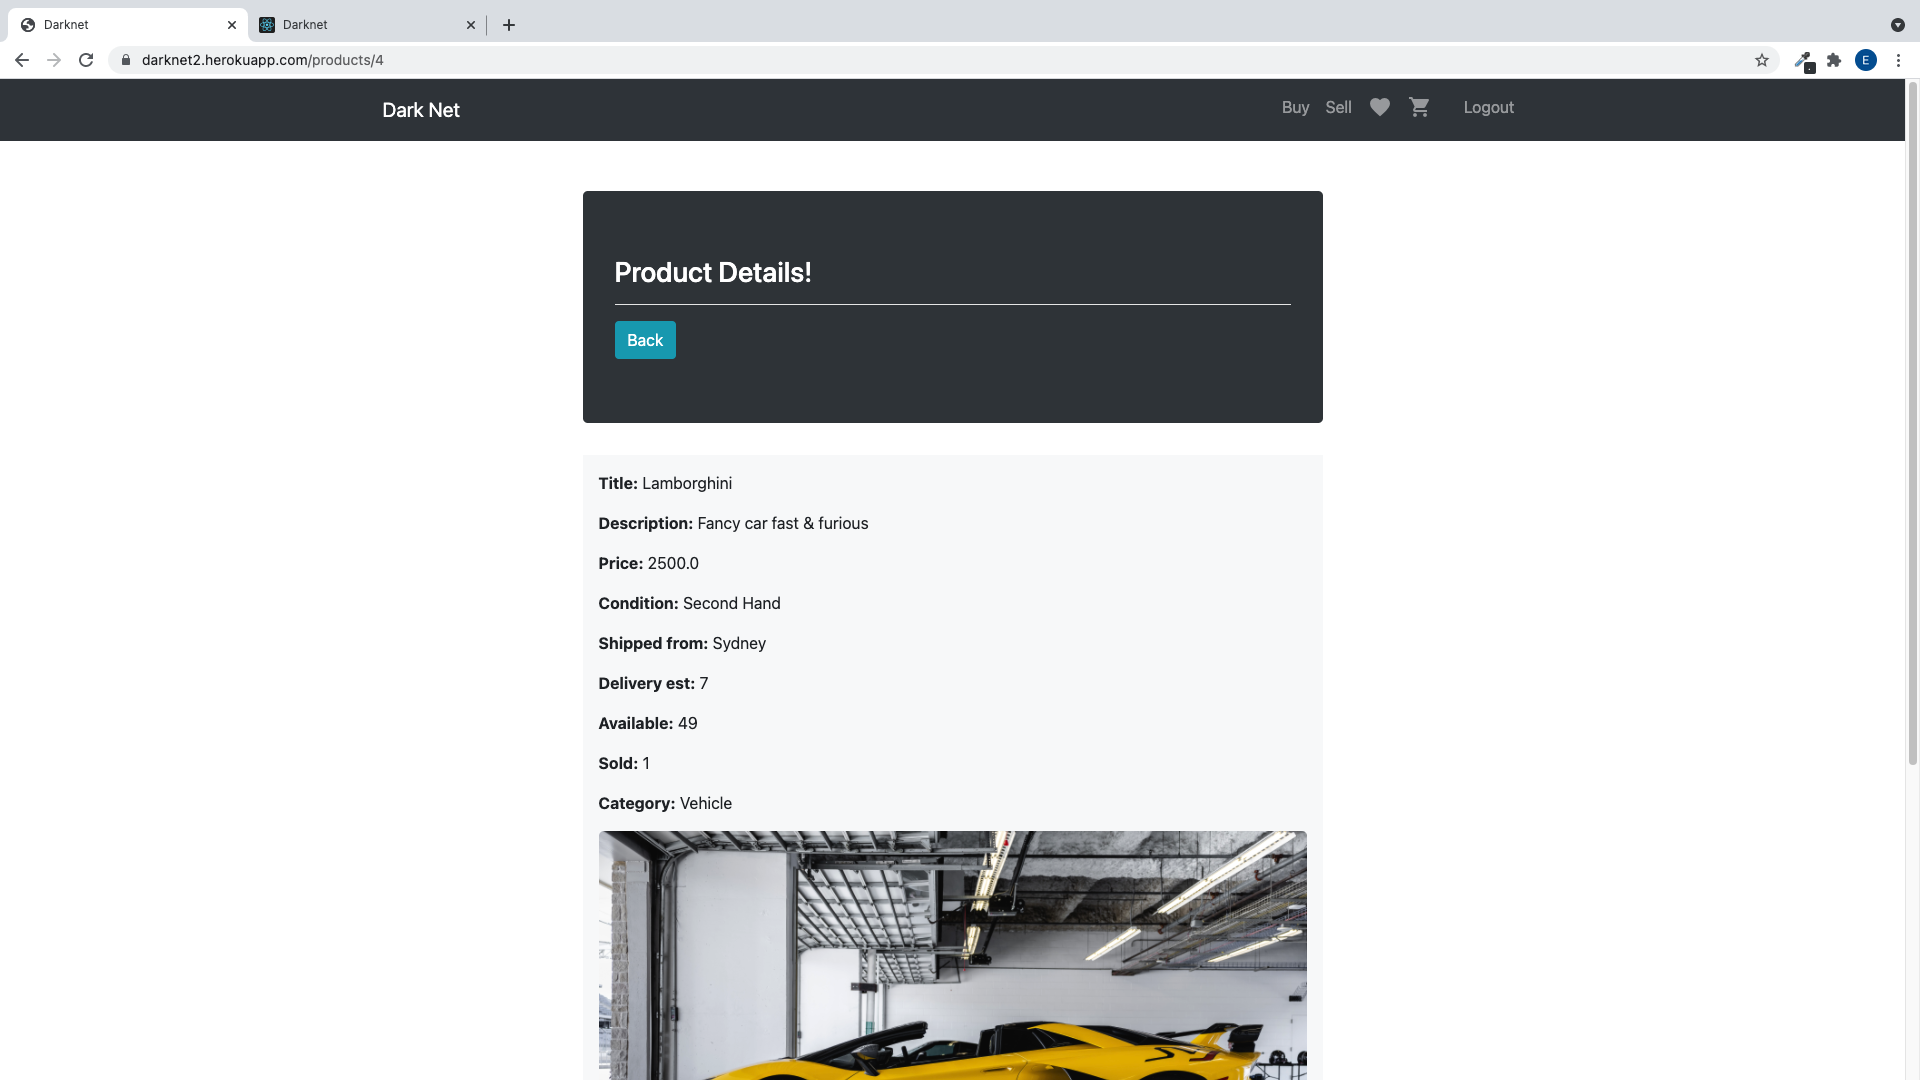 Darknet
Darknet
darknet2.herokuapp.com/products/4
E
Dark Net
Buy Sell Logout
Product Details!
Back
Title: Lamborghini
Description: Fancy car fast & furious
Price: 2500.0
Condition: Second Hand
Shipped from: Sydney
Delivery est: 7
Available: 49
Sold: 1
Category: Vehicle